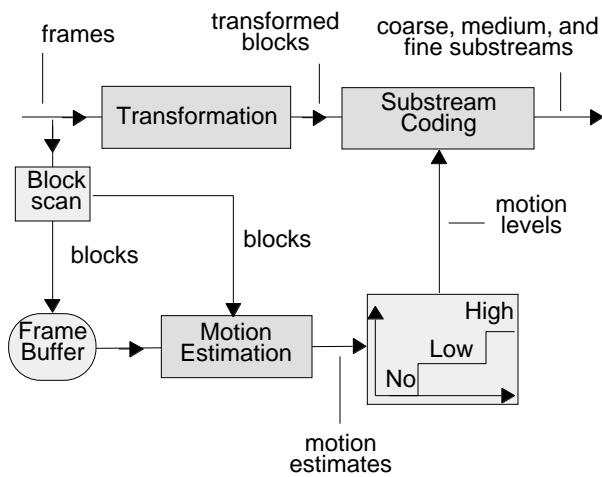 frames
transformed
blocks
coarse, medium, and
fine substreams
Transformation
Substream
Coding
Block
scan
blocks
blocks
motion
levels
Frame
Buffer
Motion
Estimation
High
Low
No
motion
estimates